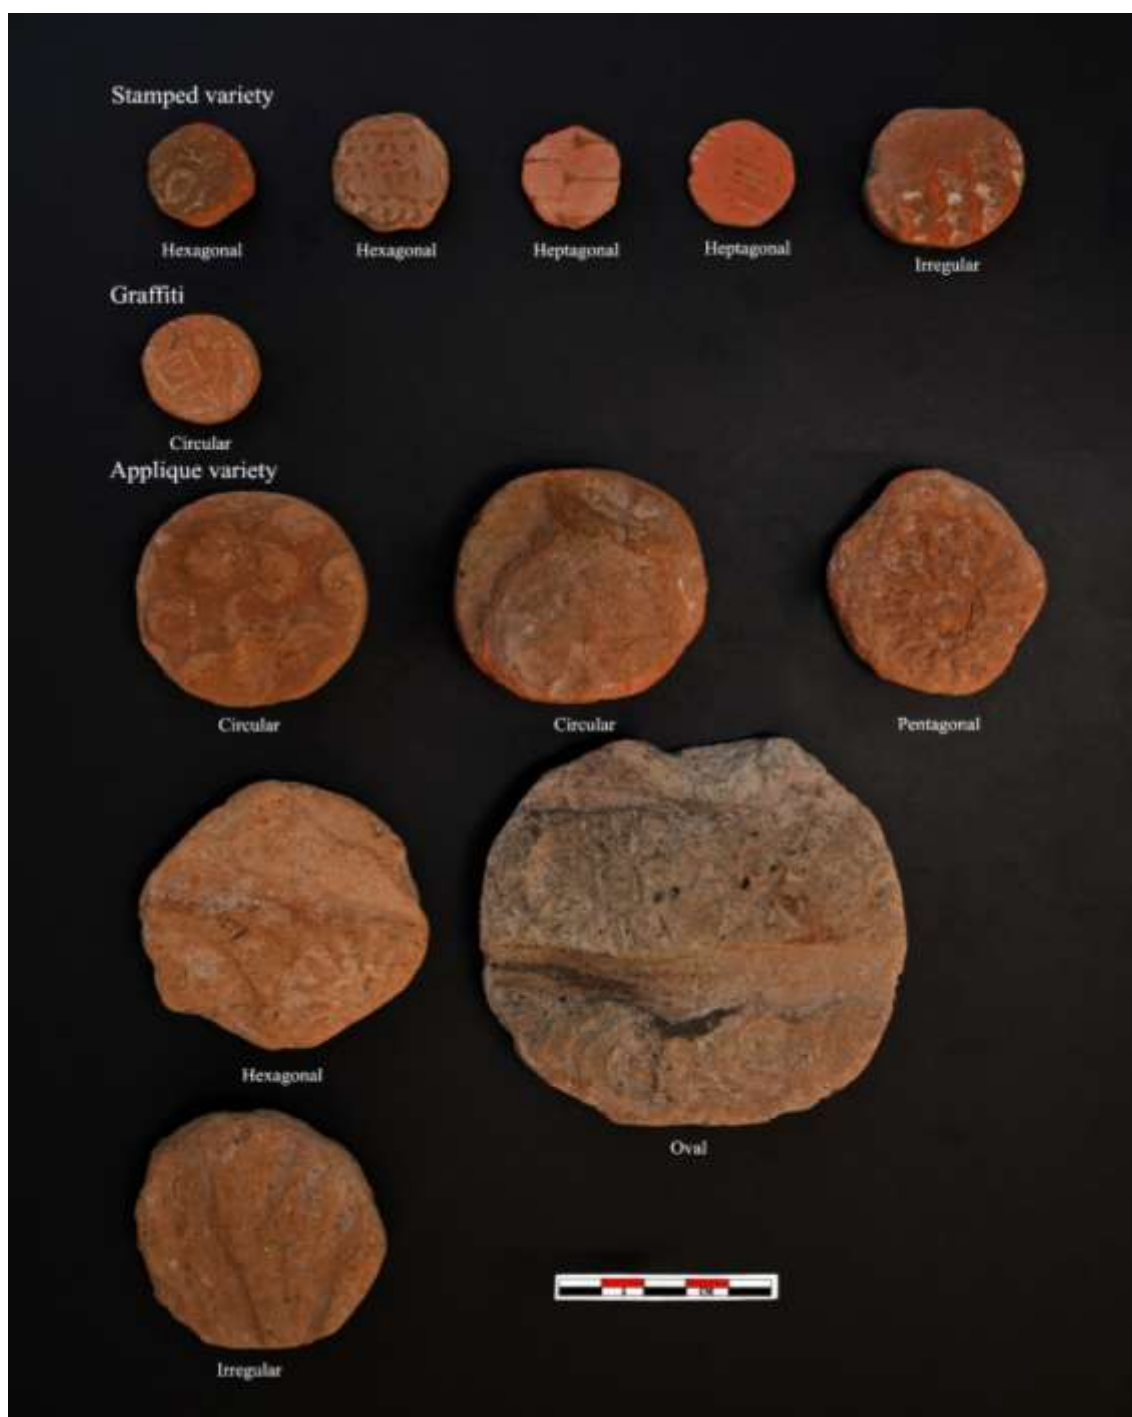 Stamped variety
Hexagonal
Hexagonal
Heptagonal
Heptagonal
Irregular
Graffiti
Circular
Applique variety
Circular
Circular
Pentagonal
Hexagonal
Oval
Irregular